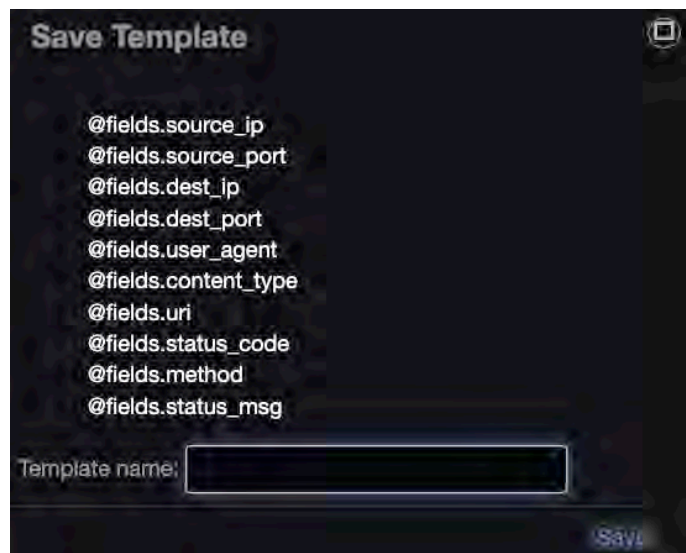 Save Template
@fields.source_ip
@fields.source_port
@fields.dest_ip
@fields.dest_port
@fields.user_agent
@fields.content_type
@fields.uri
@fields.status_code
@fields.method
@fields.status_msg
Template name:
Save